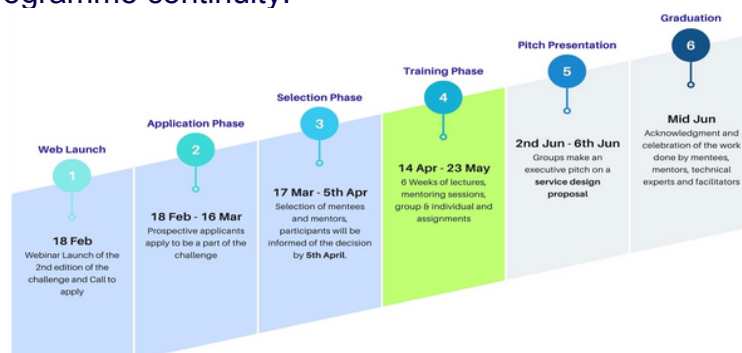 programme continuity.
Web Launch
1
18 Feb
Webinar Launch of the
2nd edition of the
challenge and Call to
apply
Application Phase
2
18 Feb - 16 Mar
Prospective applicants
apply to be a part of the
challenge
Selection Phase
3
17 Mar - 5th Apr
Selection of mentees
and mentors,
participants will be
informed of the decision
by 5th April.
Training Phase
4
14 Apr - 23 May
6 Weeks of lectures,
mentoring sessions,
group & individual and
assignments
Pitch Presentation
5
2nd Jun - 6th Jun
Groups make an
executive pitch on a
service design
proposal
Graduation
6
Mid Jun
Acknowledgment and
celebration of the work
done by mentees,
mentors, technical
experts and facilitators